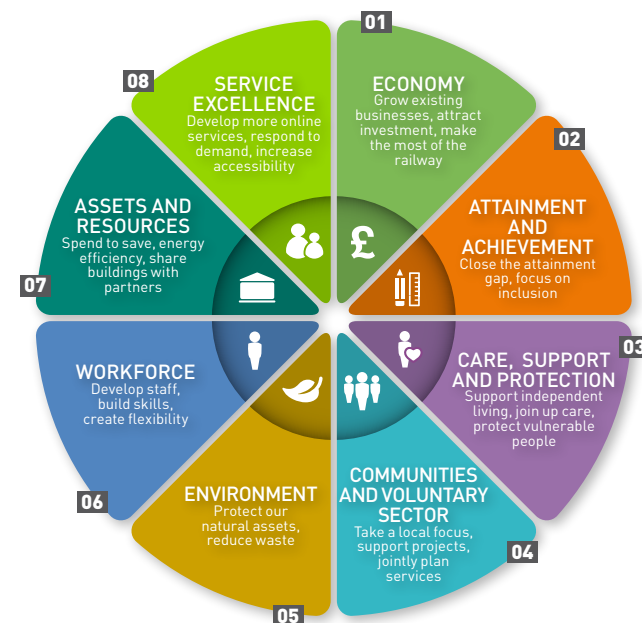 01
ECONOMY
Grow existing
businesses, attract
investment, make
the most of the
railway
£
02
ATTAINMENT
AND
ACHIEVEMENT
Close the attainment
gap, focus on
inclusion
03
CARE, SUPPORT
AND PROTECTION
Support independent
living, join up care,
protect vulnerable
people
04
COMMUNITIES
AND VOLUNTARY
SECTOR
Take a local focus,
support projects,
jointly plan
services
05
ENVIRONMENT
Protect our
natural assets,
reduce waste
06
WORKFORCE
Develop staff,
build skills,
create flexibility
07
ASSETS AND
RESOURCES
Spend to save, energy
efficiency, share
buildings with
partners
08
SERVICE
EXCELLENCE
Develop more online
services, respond to
demand, increase
accessibility